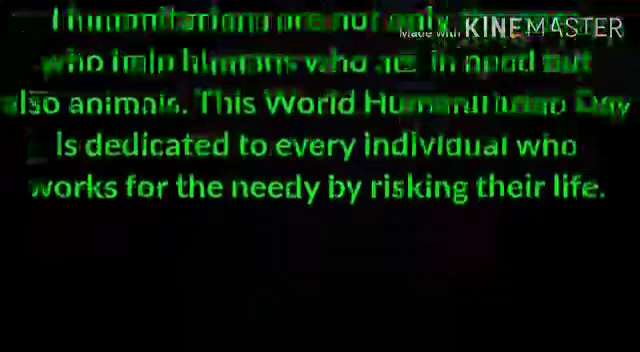 Made with KINEMASTER
Humanitarians are not only
who help humans who are in need but
also animals. This World Humanitarian Day
is dedicated to every individual who
works for the needy by risking their life.